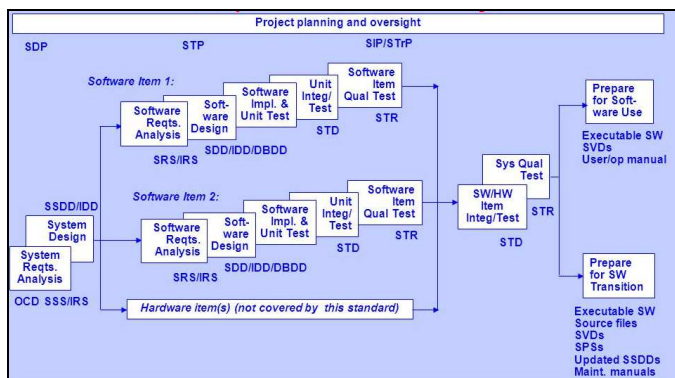 Project planning and oversight
SDP STP SIP/STrP
Software Item 1:
Software
Reqts.
Analysis
Soft-
ware
Design
Software
Impl. &
Unit Test
Unit
Integ/
Test
Software
Item
Qual Test
SRS/IRS
SDD/IDD/DBDD
STD
STR
Software Item 2:
Software
Reqts.
Analysis
Soft-
ware
Design
Software
Impl. &
Unit Test
Unit
Integ/
Test
Software
Item
Qual Test
SRS/IRS
SDD/IDD/DBDD
STD
STR
SSDD/IDD
System
Design
System
Reqts.
Analysis
OCD SSS/IRS
Hardware item(s) (not covered by this standard)
Sys Qual
Test
SW/HW
Item
Integ/Test
STR
STD
Prepare
for Soft-
ware Use
Executable SW
SVDs
User/op manual
Prepare
for SW
Transition
Executable SW
Source files
SVDs
SPSs
Updated SSDDs
Maint. manuals